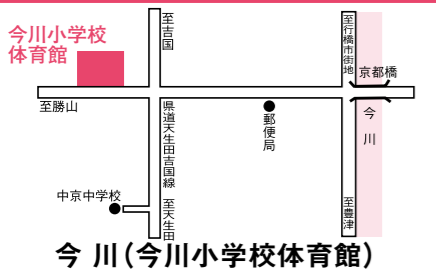 今川小学校
体育館
至吉国
至行橋市街地
京都橋
至勝山
県道天生田吉国線
郵便局
今川
中京中学校
至天生田
至豊津
今 川(今川小学校体育館)